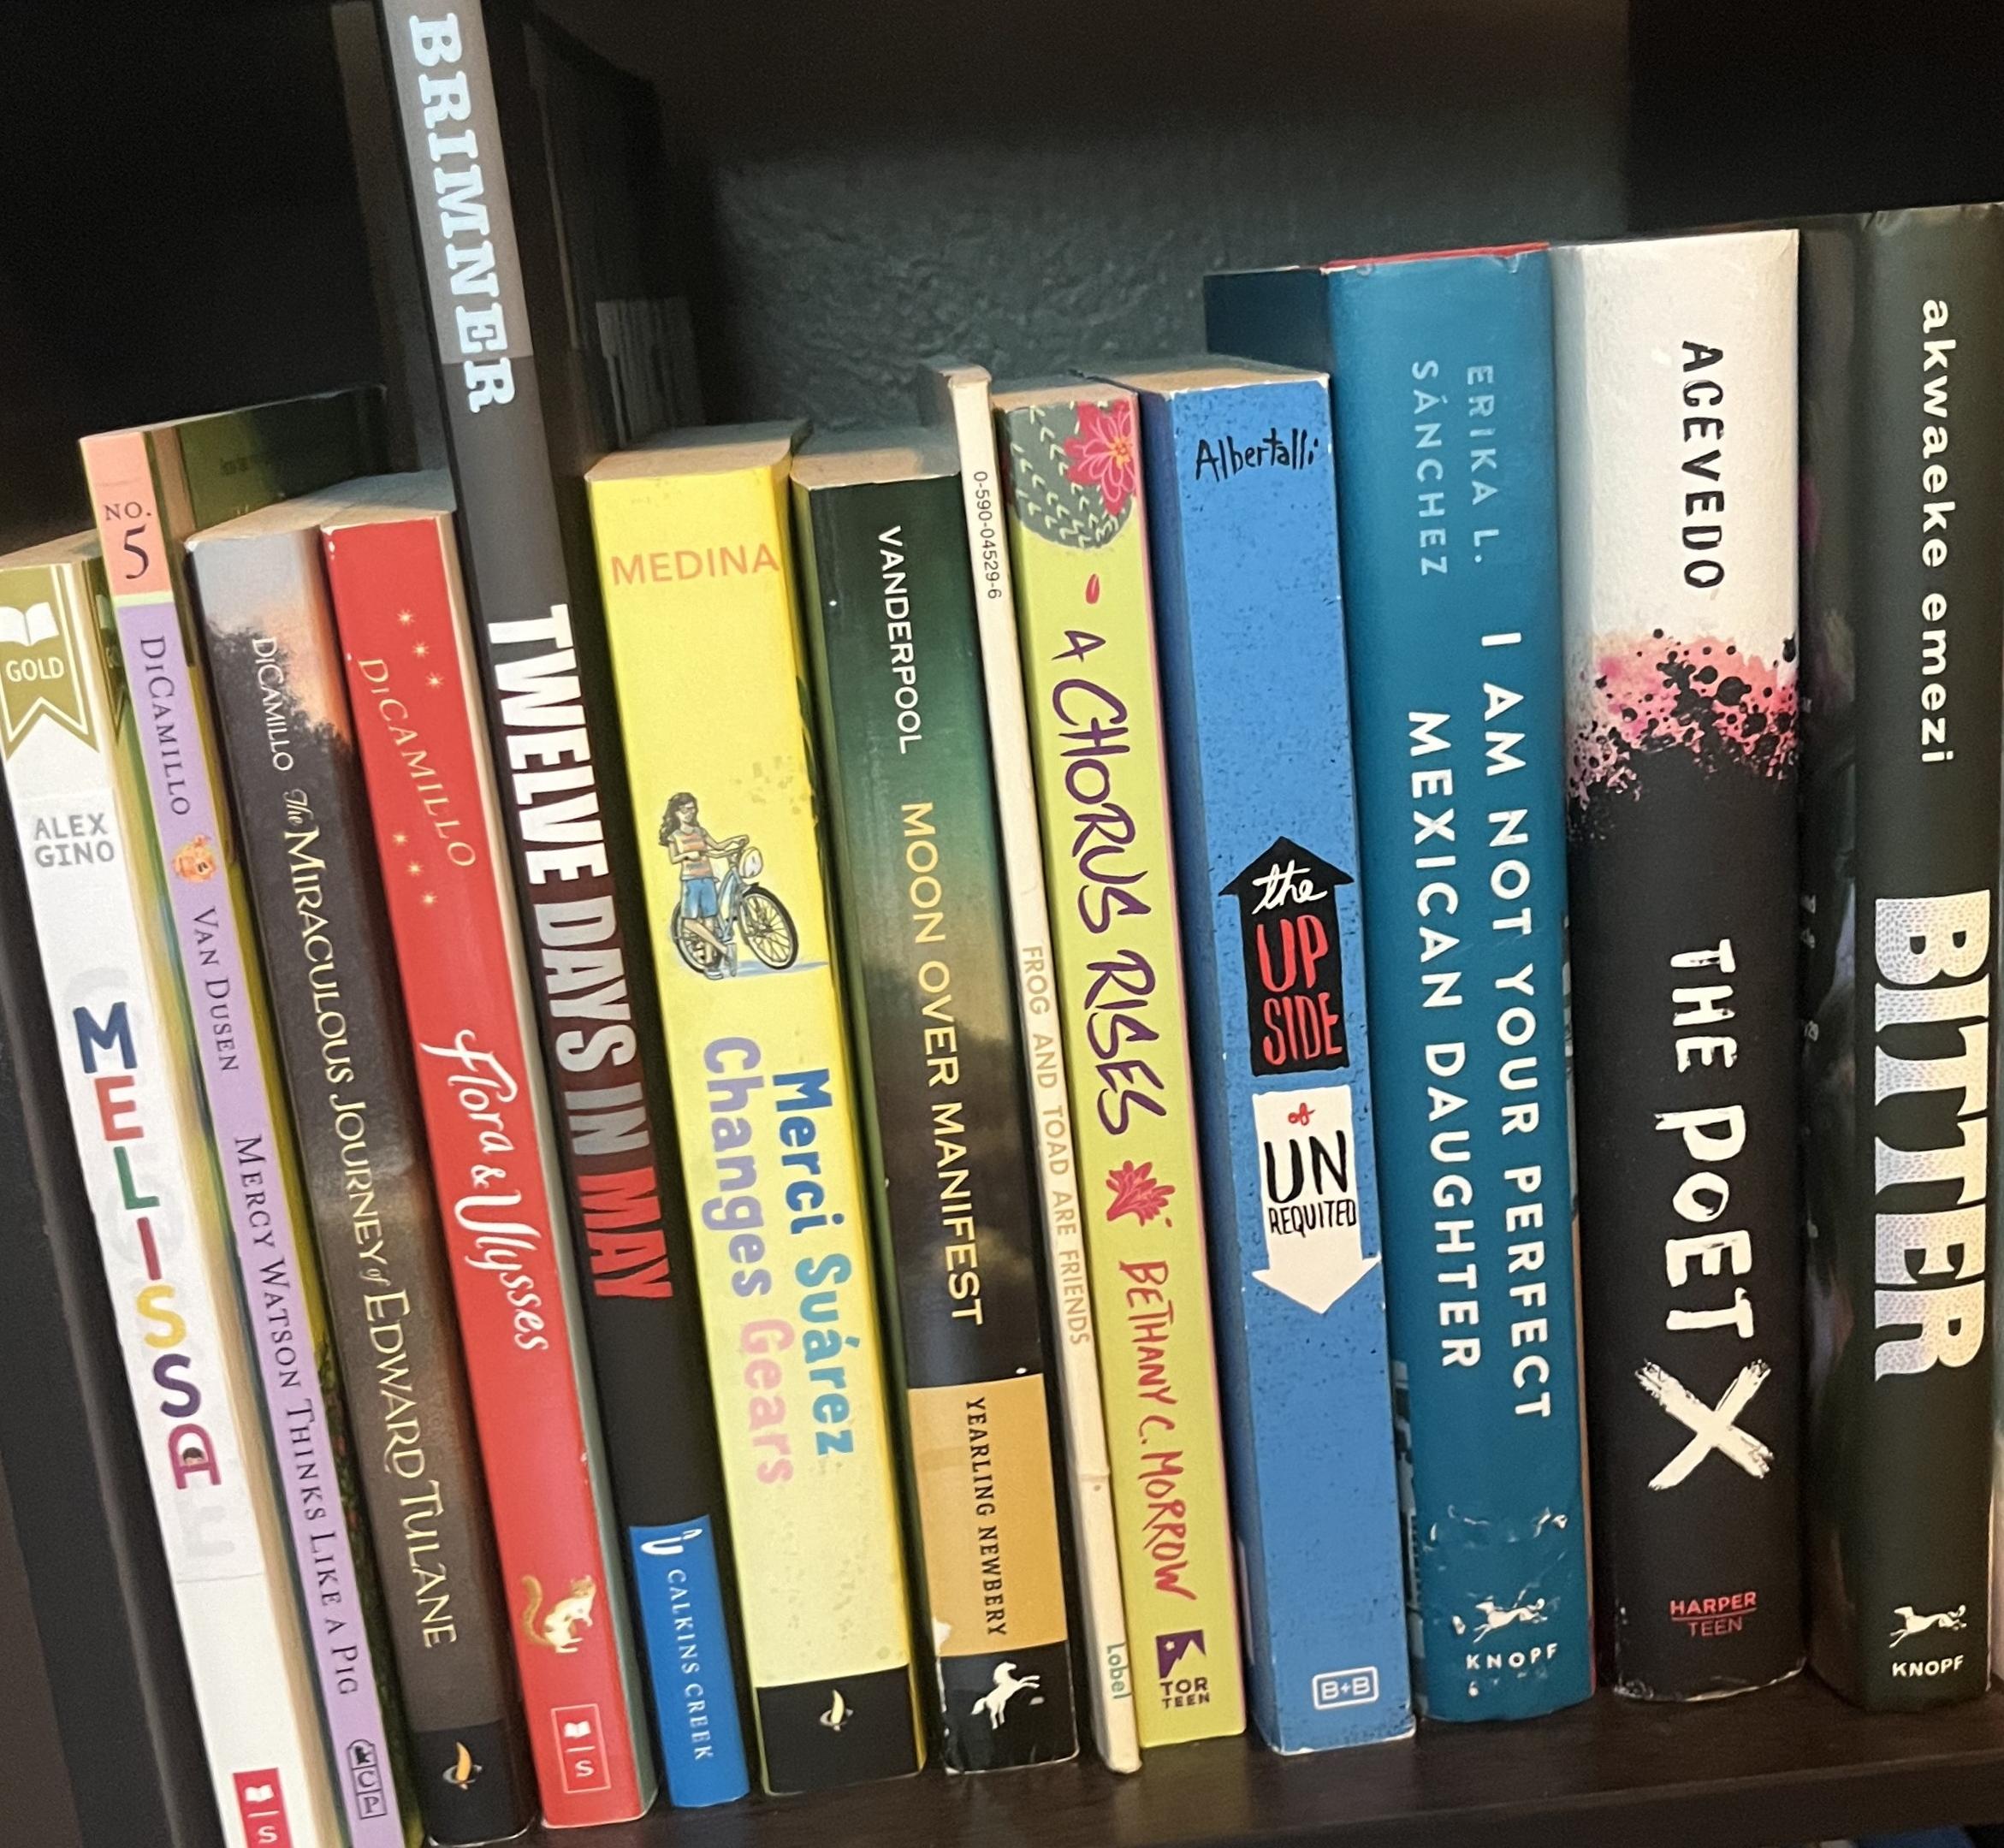 GOLD
ALEX
GINO
MELISSA
S
NO.
5
DICAMILLO
VAN DUSEN
MERCY WATSON THINKS LIKE A PIG
DICAMILLO
The MIRACULOUS JOURNEY of EDWARD TULANE
DICAMILLO
Flora & Ulysses
S
BRIMNER
TWELVE DAYS IN MAY
CALKINS CREEK
MEDINA
Merci Suárez
Changes Gears
VANDERPOOL
MOON OVER MANIFEST
YEARLING NEWBERY
0-590-04529-6
FROG AND TOAD ARE FRIENDS
Lobel
A CHORUS RISES
BETHANY C. MORROW
TOR
TEEN
Albertalli
the
UP
SIDE
of
UN
REQUITED
B+B
ERIKA L.
SÁNCHEZ
I AM NOT YOUR PERFECT
MEXICAN DAUGHTER
KNOPF
ACEVEDO
THE POET
X
HARPER
TEEN
akwaeke emezi
BITTER
KNOPF